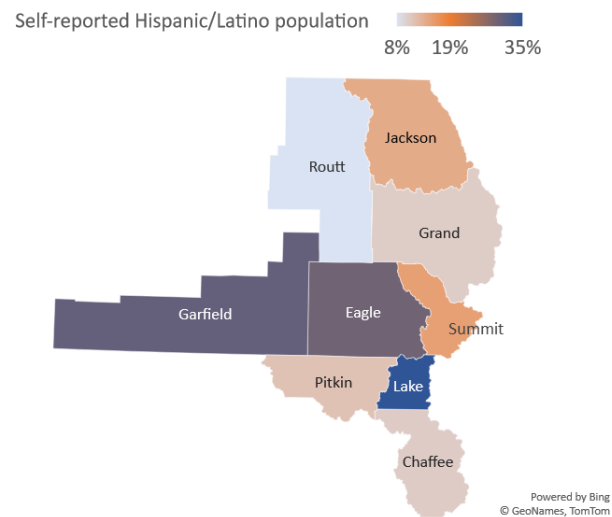 Self-reported Hispanic/Latino population
8% 19% 35%
Jackson
Routt
Grand
Garfield
Eagle
Summit
Pitkin
Lake
Chaffee
Powered by Bing
© GeoNames, TomTom